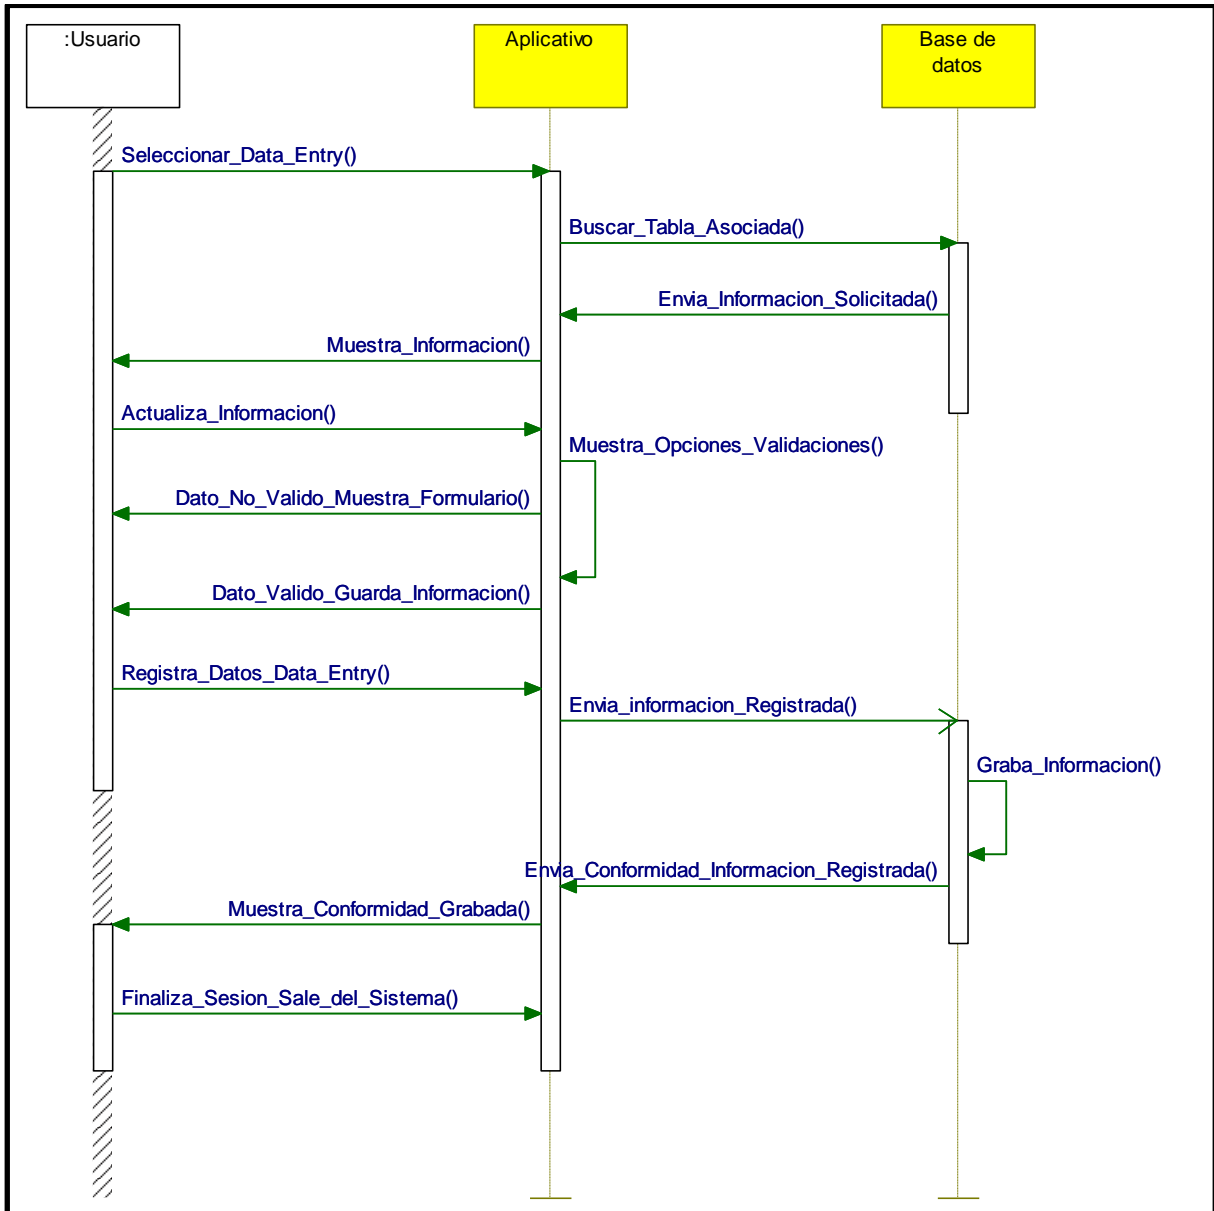 :Usuario
Aplicativo
Base de
datos
Seleccionar_Data_Entry()
Buscar_Tabla_Asociada()
Envia_Informacion_Solicitada()
Muestra_Informacion()
Actualiza_Informacion()
Muestra_Opciones_Validaciones()
Dato_No_Valido_Muestra_Formulario()
Dato_Valido_Guarda_Informacion()
Registra_Datos_Data_Entry()
Envia_informacion_Registrada()
Graba_Informacion()
Envia_Conformidad_Informacion_Registrada()
Muestra_Conformidad_Grabada()
Finaliza_Sesion_Sale_del_Sistema()